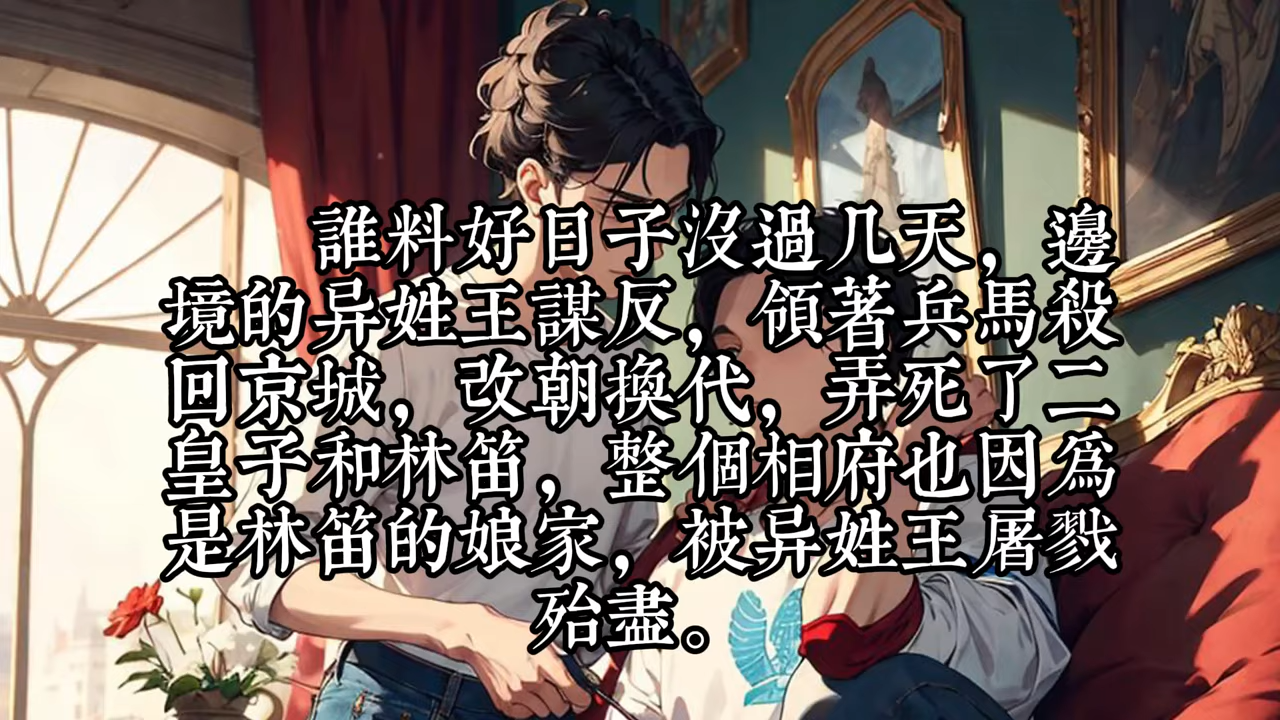 誰料好日子沒過几天，邊
境的异姓王謀反，領著兵馬殺
回京城，改朝換代，弄死了二
皇子和林笛，整個相府也因爲
是林笛的娘家，被异姓王屠戮
殆盡。